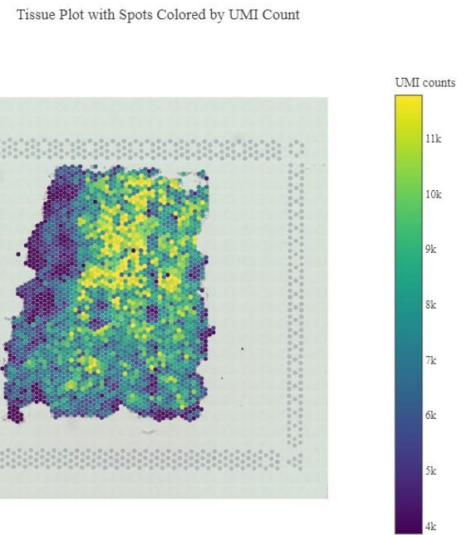 Tissue Plot with Spots Colored by UMI Count
UMI counts
11k
10k
9k
8k
7k
6k
5k
4k